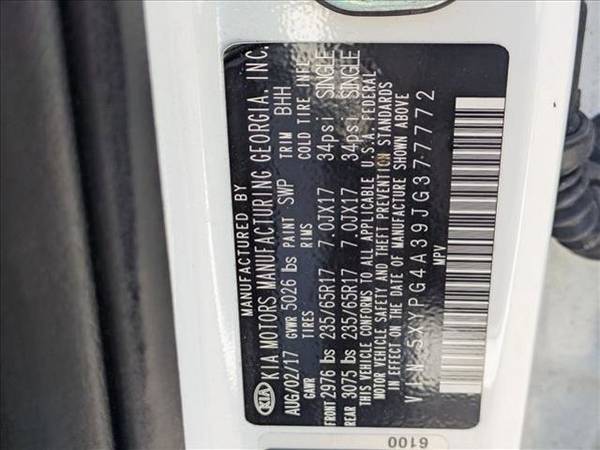 MANUFACTURED BY
KIA KIA MOTORS MANUFACTURING GEORGIA, INC.
AUG/02/17 GVWR 5026 lbs PAINT SWP TRIM BHH
GAWR TIRES RIMS COLD TIRE INFL.
FRONT 2976 lbs 235/65R17 7.0JX17 34psi SINGLE
REAR 3075 lbs 235/65R17 7.0JX17 34psi SINGLE
THIS VEHICLE CONFORMS TO ALL APPLICABLE U.S.A. FEDERAL
MOTOR VEHICLE SAFETY AND THEFT PREVENTION STANDARDS
IN EFFECT ON THE DATE OF MANUFACTURE SHOWN ABOVE
VIN 5XYPG4A39JG377772
MPV
6100